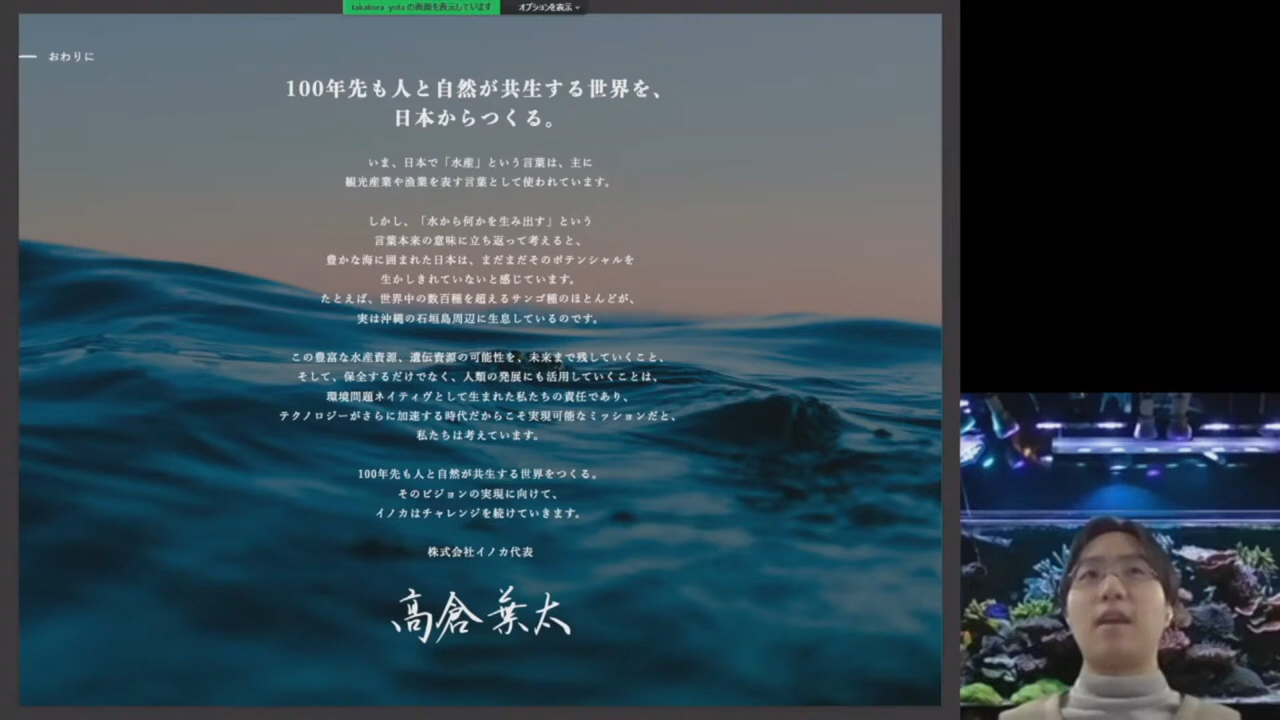 takakura yota の画面を表示しています
オプションを表示
おわりに
100年先も人と自然が共生する世界を、
日本からつくる。
いま、日本で「水産」という言葉は、主に
観光産業や漁業を表す言葉として使われています。
しかし、「水から何かを生み出す」という
言葉本来の意味に立ち返って考えると、
豊かな海に囲まれた日本は、まだまだそのポテンシャルを
生かしきれていないと感じています。
たとえば、世界中の数百種を超えるサンゴ種のほとんどが、
実は沖縄の石垣島周辺に生息しているのです。
この豊富な水産資源、遺伝資源の可能性を、未来まで残していくこと、
そして、保全するだけでなく、人類の発展にも活用していくことは、
環境問題ネイティヴとして生まれた私たちの責任であり、
テクノロジーがさらに加速する時代だからこそ実現可能なミッションだと、
私たちは考えています。
100年先も人と自然が共生する世界をつくる。
そのビジョンの実現に向けて、
イノカはチャレンジを続けていきます。
株式会社イノカ代表
高倉葉太